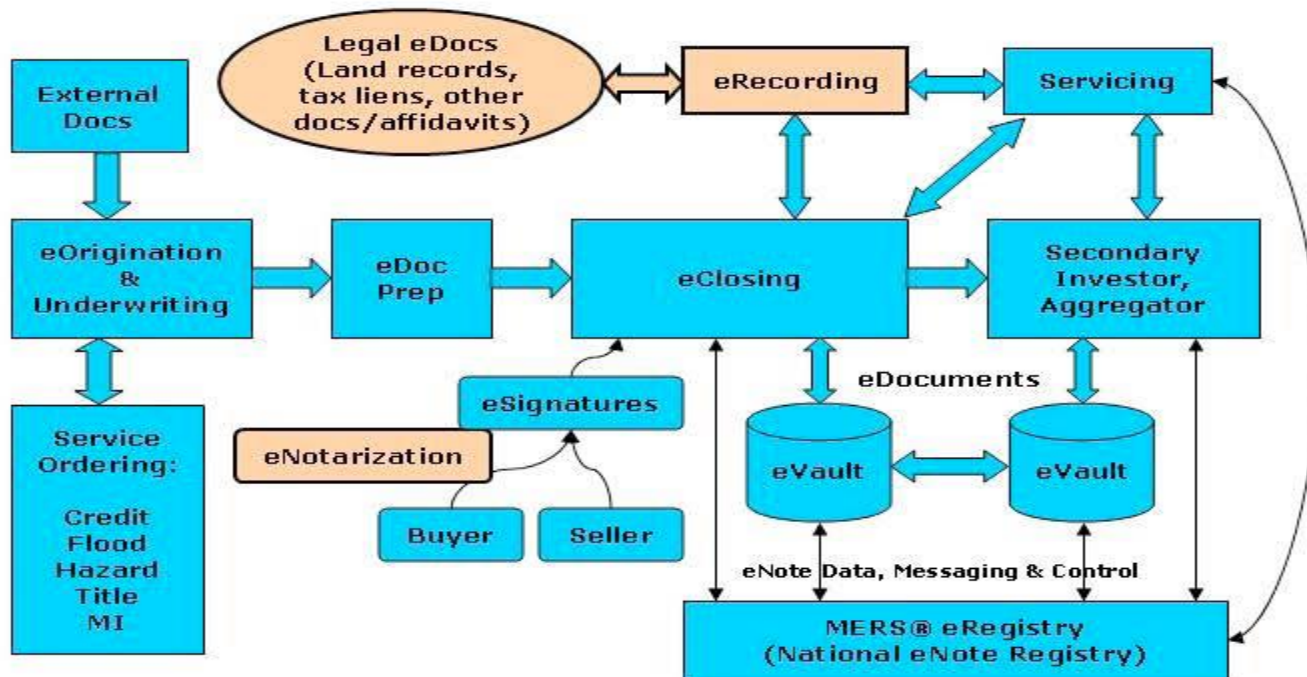 Legal eDocs
(Land records,
tax liens, other
docs/affidavits)
eRecording
Servicing
External
Docs
eOrigination
&
Underwriting
eDoc
Prep
eClosing
Secondary
Investor,
Aggregator
eDocuments
eSignatures
eNotarization
Buyer
Seller
eVault
eVault
Service
Ordering:
Credit
Flood
Hazard
Title
MI
eNote Data, Messaging & Control
MERS® eRegistry
(National eNote Registry)